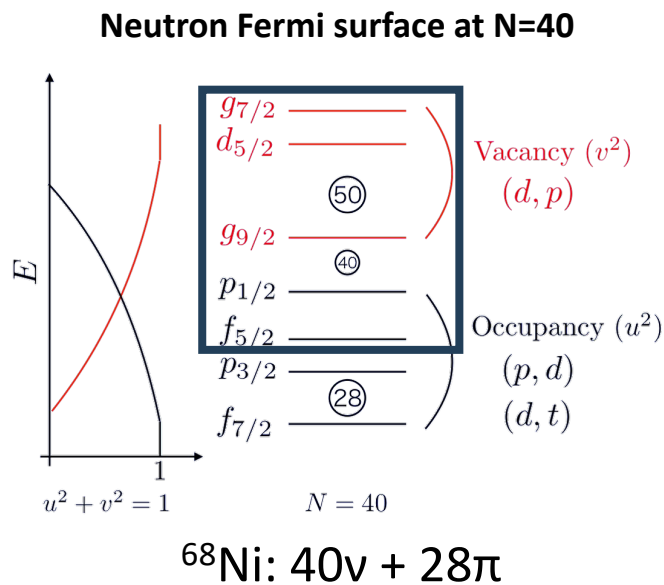 Neutron Fermi surface at N=40
E
1
u² + v² = 1
g₇/₂
d₅/₂
50
g₉/₂
40
p₁/₂
f₅/₂
p₃/₂
28
f₇/₂
N = 40
Vacancy (v²)
(d, p)
Occupancy (u²)
(p, d)
(d, t)
⁶⁸Ni: 40ν + 28π